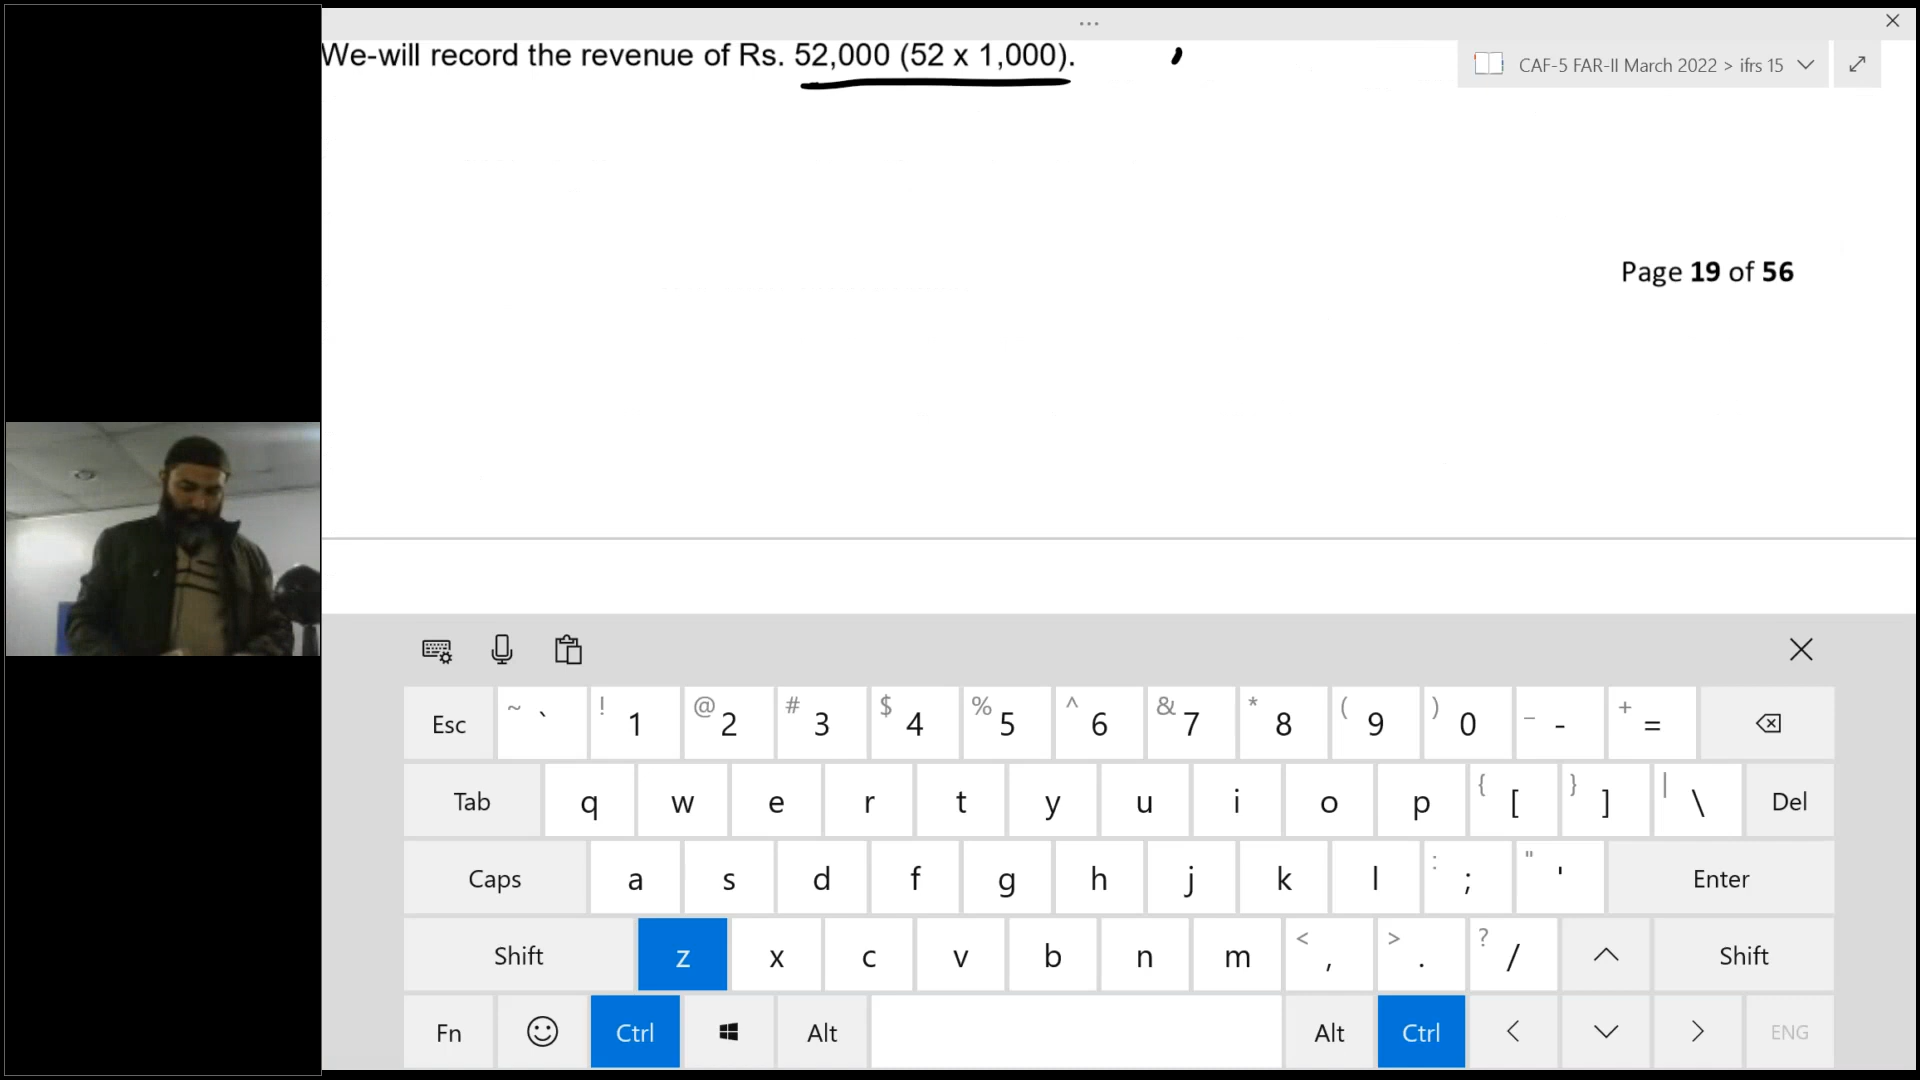 We-will record the revenue of Rs. 52,000 (52 x 1,000).
CAF-5 FAR-II March 2022 > ifrs 15
Page 19 of 56
Esc ~ ` ! 1 @ 2 # 3 $ 4 % 5 ^ 6 & 7 * 8 ( 9 ) 0 _ - + =
Tab q w e r t y u i o p { [ } ] | \ Del
Caps a s d f g h j k l : ; " ' Enter
Shift z x c v b n m < , > . ? / Shift
Fn Ctrl Alt Alt Ctrl ENG